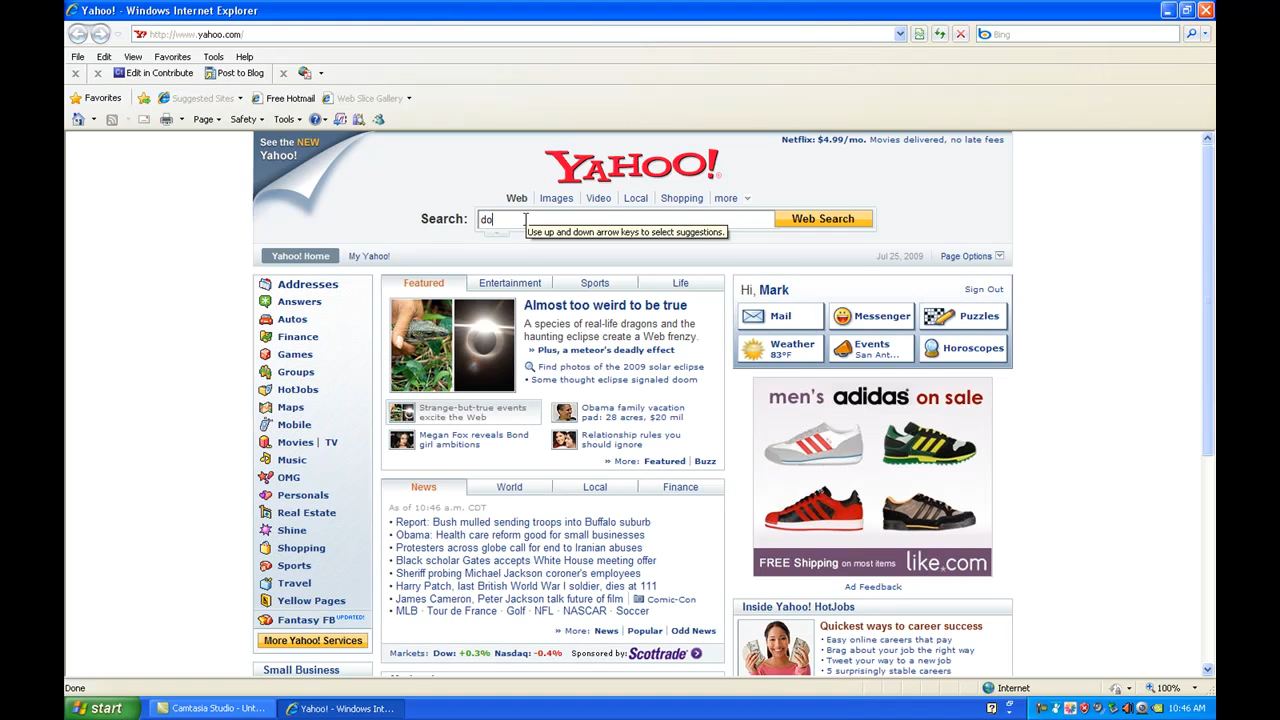 Yahoo! - Windows Internet Explorer
http://www.yahoo.com/
Bing
File Edit View Favorites Tools Help
Edit in Contribute Post to Blog
Favorites Suggested Sites Free Hotmail Web Slice Gallery
Page Safety Tools
See the NEW
Yahoo!
Netflix: $4.99/mo. Movies delivered, no late fees
YAHOO!
Web Images Video Local Shopping more
Search: do Web Search
Use up and down arrow keys to select suggestions.
Yahoo! Home My Yahoo! Jul 25, 2009 Page Options
Addresses
Answers
Autos
Finance
Games
Groups
HotJobs
Maps
Mobile
Movies | TV
Music
OMG
Personals
Real Estate
Shine
Shopping
Sports
Travel
Yellow Pages
Fantasy FB UPDATED!
More Yahoo! Services
Small Business
Featured Entertainment Sports Life
Almost too weird to be true
A species of real-life dragons and the
haunting eclipse create a Web frenzy.
» Plus, a meteor's deadly effect
Find photos of the 2009 solar eclipse
• Some thought eclipse signaled doom
Strange-but-true events
excite the Web
Obama family vacation
pad: 28 acres, $20 mil
Megan Fox reveals Bond
girl ambitions
Relationship rules you
should ignore
» More: Featured | Buzz
News World Local Finance
As of 10:46 a.m. CDT
• Report: Bush mulled sending troops into Buffalo suburb
• Obama: Health care reform good for small businesses
• Protesters across globe call for end to Iranian abuses
• Black scholar Gates accepts White House meeting offer
• Sheriff probing Michael Jackson coroner's employees
• Harry Patch, last British World War I soldier, dies at 111
• James Cameron, Peter Jackson talk future of film | Comic-Con
• MLB · Tour de France · Golf · NFL · NASCAR · Soccer
» More: News | Popular | Odd News
Markets: Dow: +0.3% Nasdaq: -0.4% Sponsored by: Scottrade
Hi, Mark Sign Out
Mail Messenger Puzzles
Weather
83°F
Events
San Ant...
Horoscopes
men's adidas on sale
FREE Shipping on most items like.com
Ad Feedback
Inside Yahoo! HotJobs
Quickest ways to career success
• Easy online careers that pay
• Brag about your job the right way
• Tweet your way to a new job
• 5 surprisingly stable careers
Done Internet 100%
start Camtasia Studio - Unt... Yahoo! - Windows Int... 10:46 AM